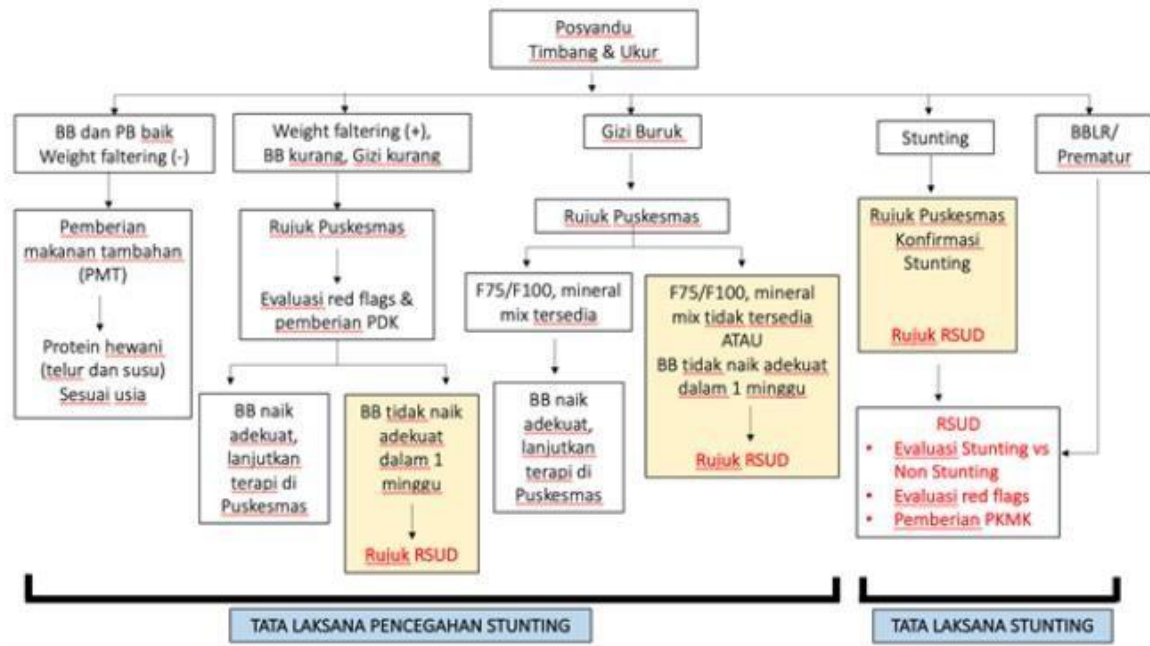 Posyandu
Timbang & Ukur
BB dan PB baik
Weight faltering (-)
Weight faltering (+),
BB kurang, Gizi kurang
Gizi Buruk
Stunting
BBLR/
Prematur
Pemberian
makanan tambahan
(PMT)
Protein hewani
(telur dan susu)
Sesuai usia
Rujuk Puskesmas
Evaluasi red flags &
pemberian PDK
BB naik
adekuat,
lanjutkan
terapi di
Puskesmas
BB tidak naik
adekuat
dalam 1
minggu
Rujuk RSUD
Rujuk Puskesmas
F75/F100, mineral
mix tersedia
BB naik
adekuat,
lanjutkan
terapi di
Puskesmas
F75/F100, mineral
mix tidak tersedia
ATAU
BB tidak naik adekuat
dalam 1 minggu
Rujuk RSUD
Rujuk Puskesmas
Konfirmasi
Stunting
Rujuk RSUD
RSUD
• Evaluasi Stunting vs
Non Stunting
• Evaluasi red flags
• Pemberian PKMK
TATA LAKSANA PENCEGAHAN STUNTING
TATA LAKSANA STUNTING